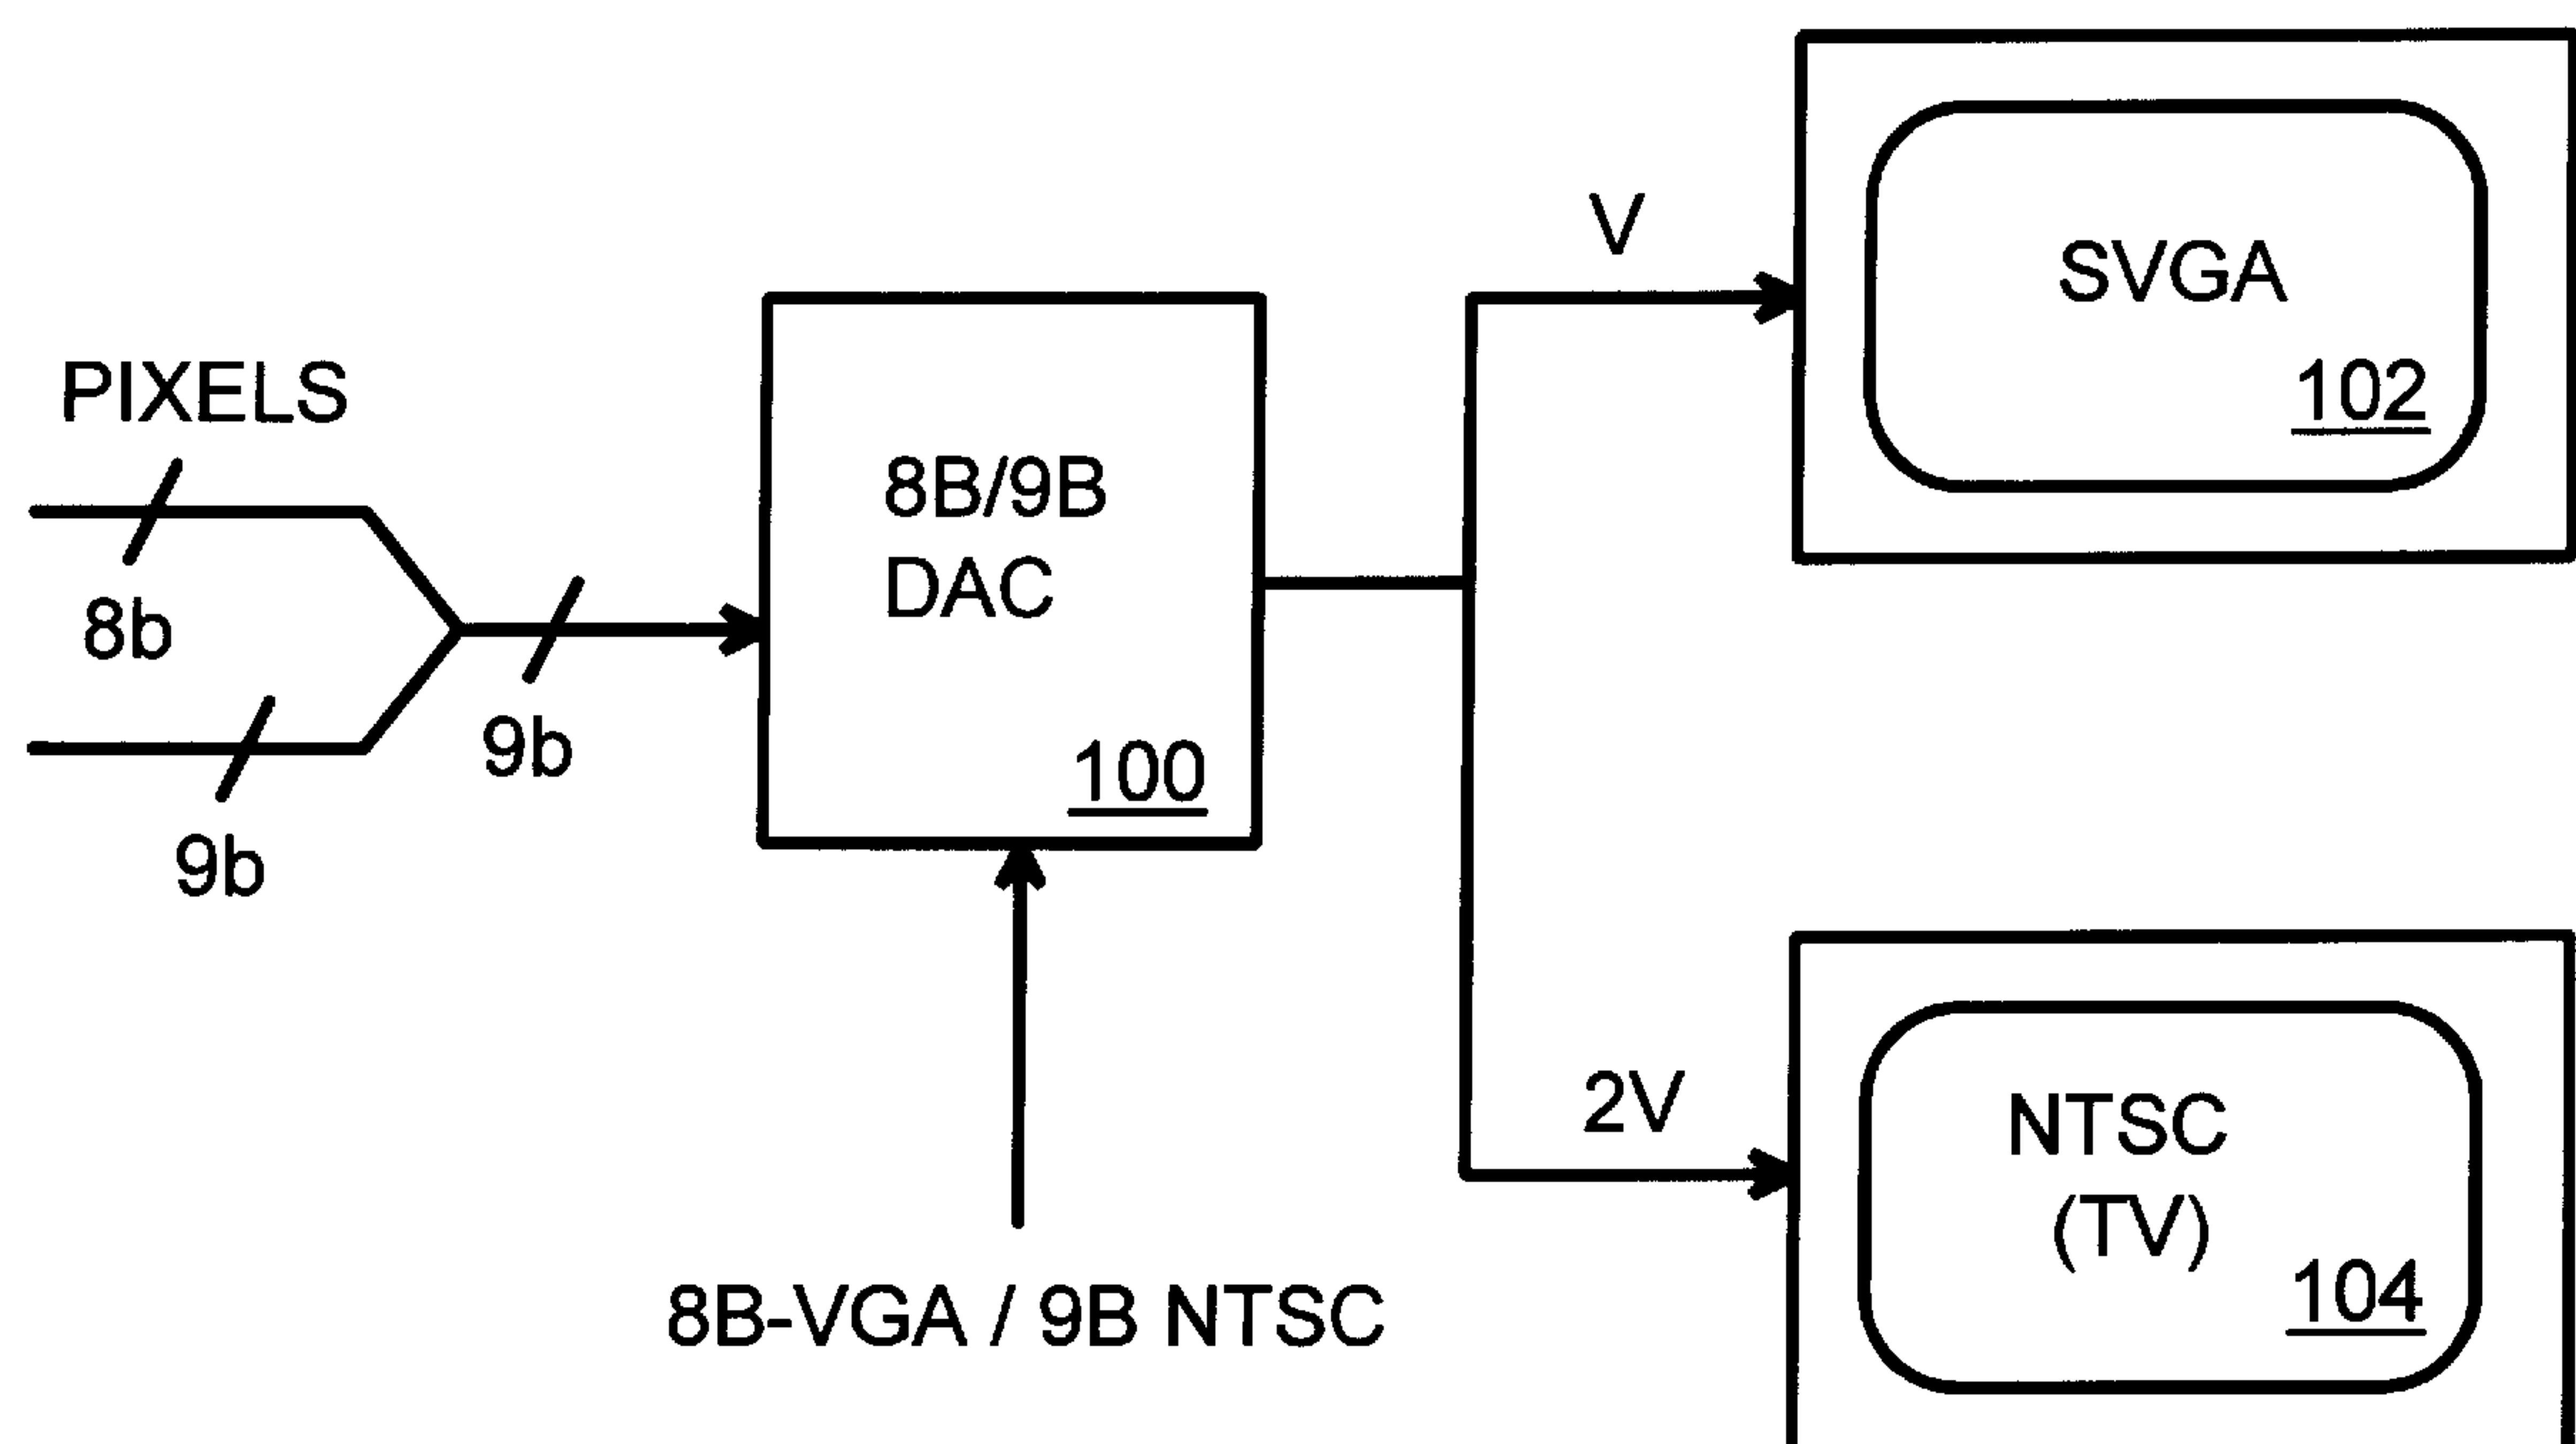 PIXELS
8b
9b
9b
8B/9B
DAC
100
8B-VGA / 9B NTSC
V
SVGA
102
2V
NTSC
(TV)
104